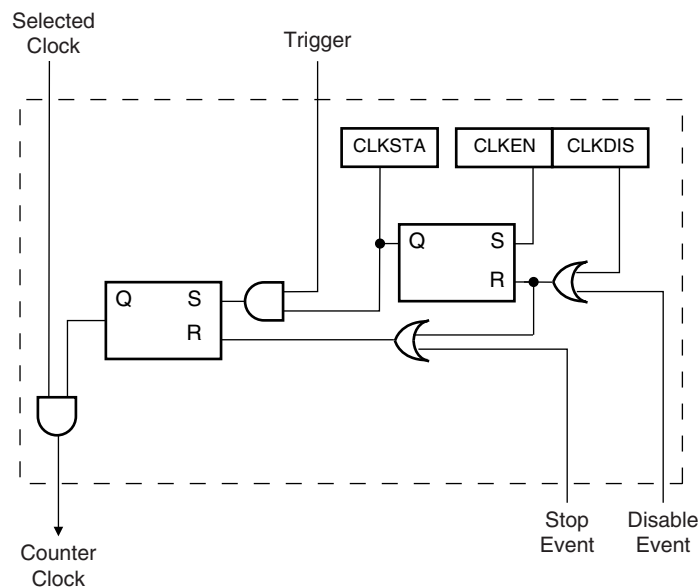 Selected
Clock
Trigger
CLKSTA
CLKEN
CLKDIS
Q
S
R
Q
S
R
Stop
Event
Disable
Event
Counter
Clock